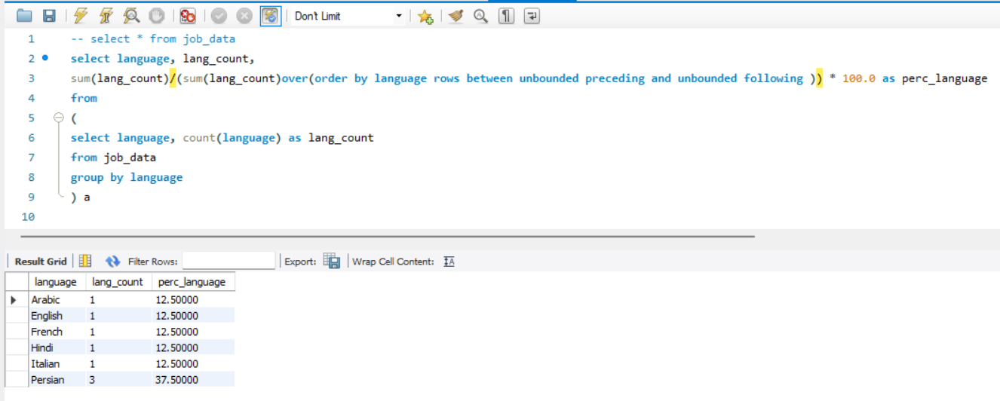 Don't Limit
1 -- select * from job_data
2 select language, lang_count,
3 sum(lang_count)/(sum(lang_count)over(order by language rows between unbounded preceding and unbounded following )) * 100.0 as perc_language
4 from
5 (
6 select language, count(language) as lang_count
7 from job_data
8 group by language
9 ) a
10
Result Grid Filter Rows: Export: Wrap Cell Content:
language lang_count perc_language
Arabic 1 12.50000
English 1 12.50000
French 1 12.50000
Hindi 1 12.50000
Italian 1 12.50000
Persian 3 37.50000